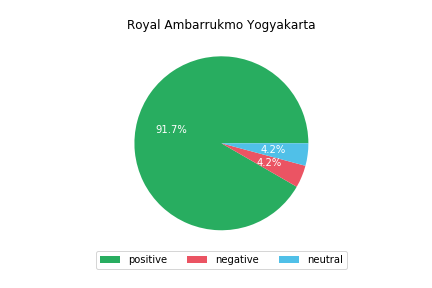 Royal Ambarrukmo Yogyakarta
91.7%
4.2%
4.2%
positive negative neutral